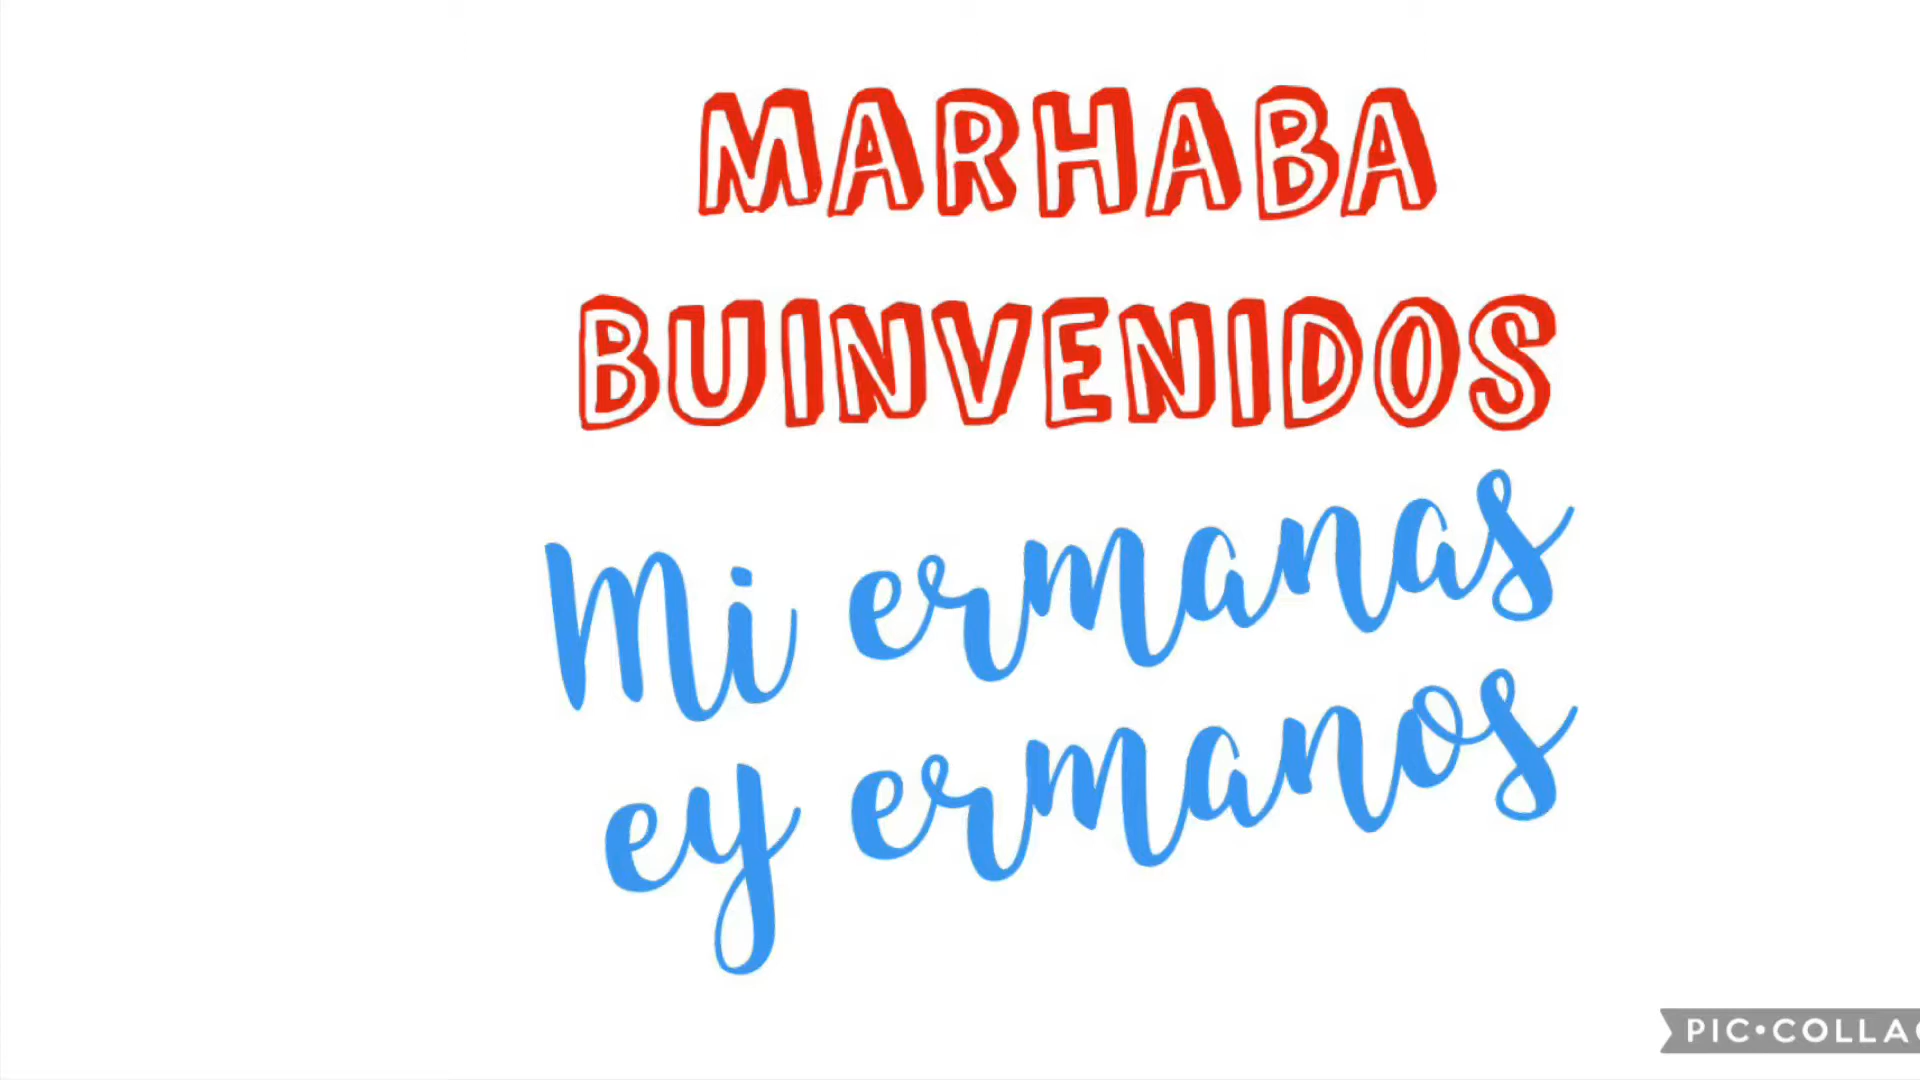 MARHABA
BUINVENIDOS
Mi ermanas
ey ermanos
PIC•COLLA